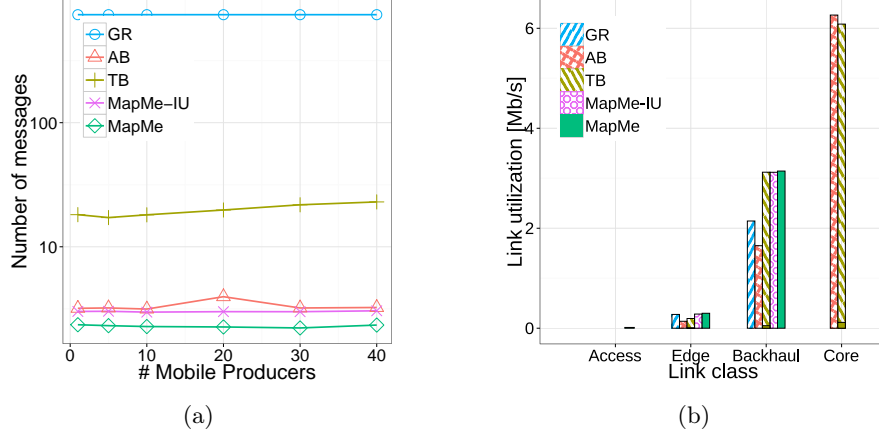 Number of messages
100
10
GR
AB
TB
MapMe−IU
MapMe
0 10 20 30 40
# Mobile Producers
(a)
Link utilization [Mb/s]
6
4
2
0
GR
AB
TB
MapMe-IU
MapMe
Access Edge Backhaul Core
Link class
(b)